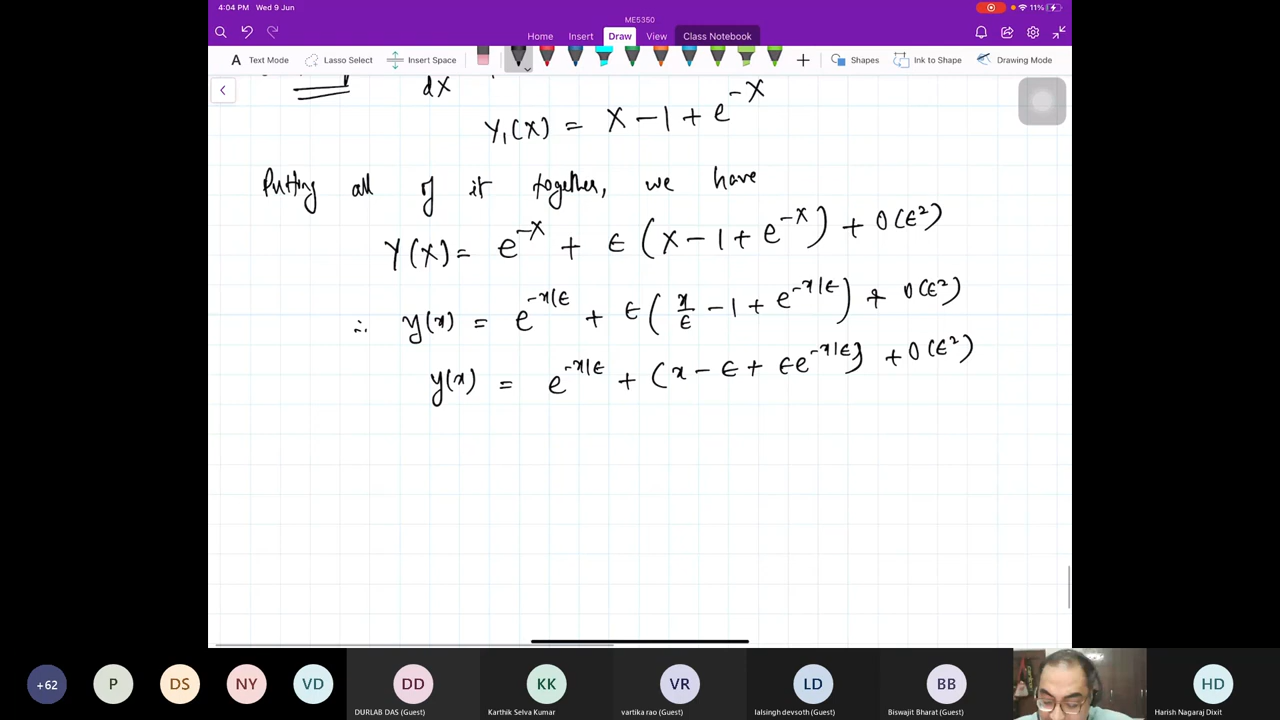 4:04 PM Wed 9 Jun
11%
ME5350
Home Insert Draw View Class Notebook
Text Mode Lasso Select Insert Space Shapes Ink to Shape Drawing Mode
dX
Y₁(X) = X − 1 + e^{−X}
Putting all of it together, we have
Y(X) = e^{−X} + ϵ (X − 1 + e^{−X}) + O(ϵ²)
∴ y(x) = e^{−x/ϵ} + ϵ (x/ϵ − 1 + e^{−x/ϵ}) + O(ϵ²)
y(x) = e^{−x/ϵ} + (x − ϵ + ϵe^{−x/ϵ}) + O(ϵ²)
+62 P DS NY VD DD KK VR LD BB HD
DURLAB DAS (Guest) Karthik Selva Kumar vartika rao (Guest) lalsingh devsoth (Guest) Biswajit Bharat (Guest) Harish Nagaraj Dixit